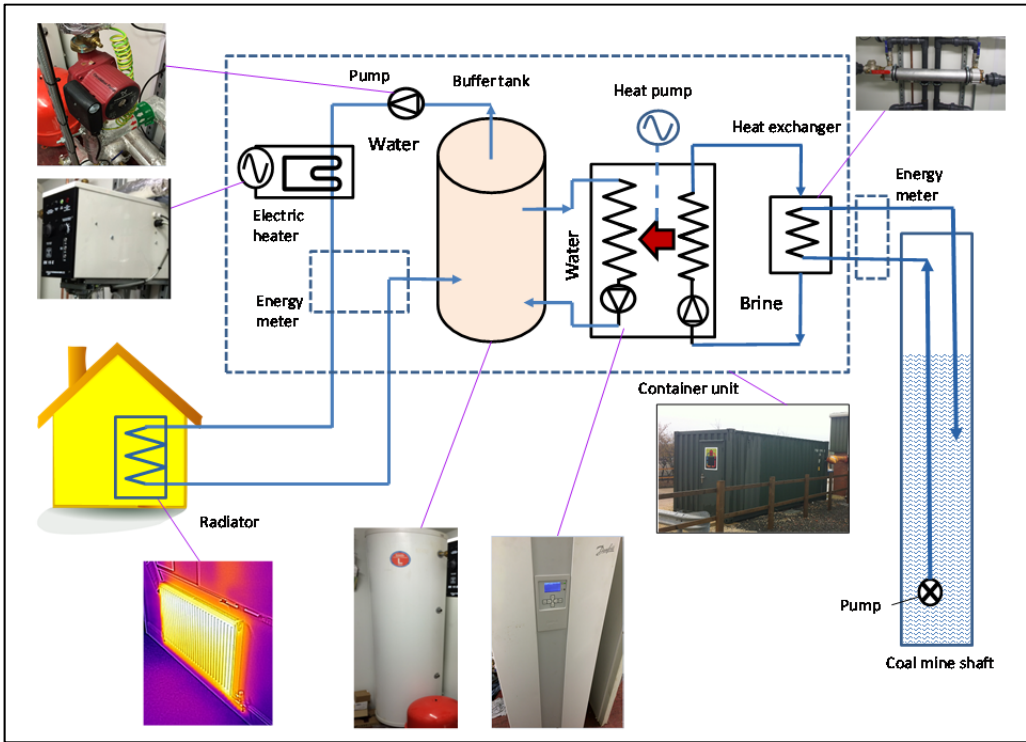 Pump
Buffer tank
Heat pump
Water
Heat exchanger
Energy
meter
Electric
heater
Water
Energy
meter
Brine
Container unit
Radiator
Danfoss
Pump
Coal mine shaft